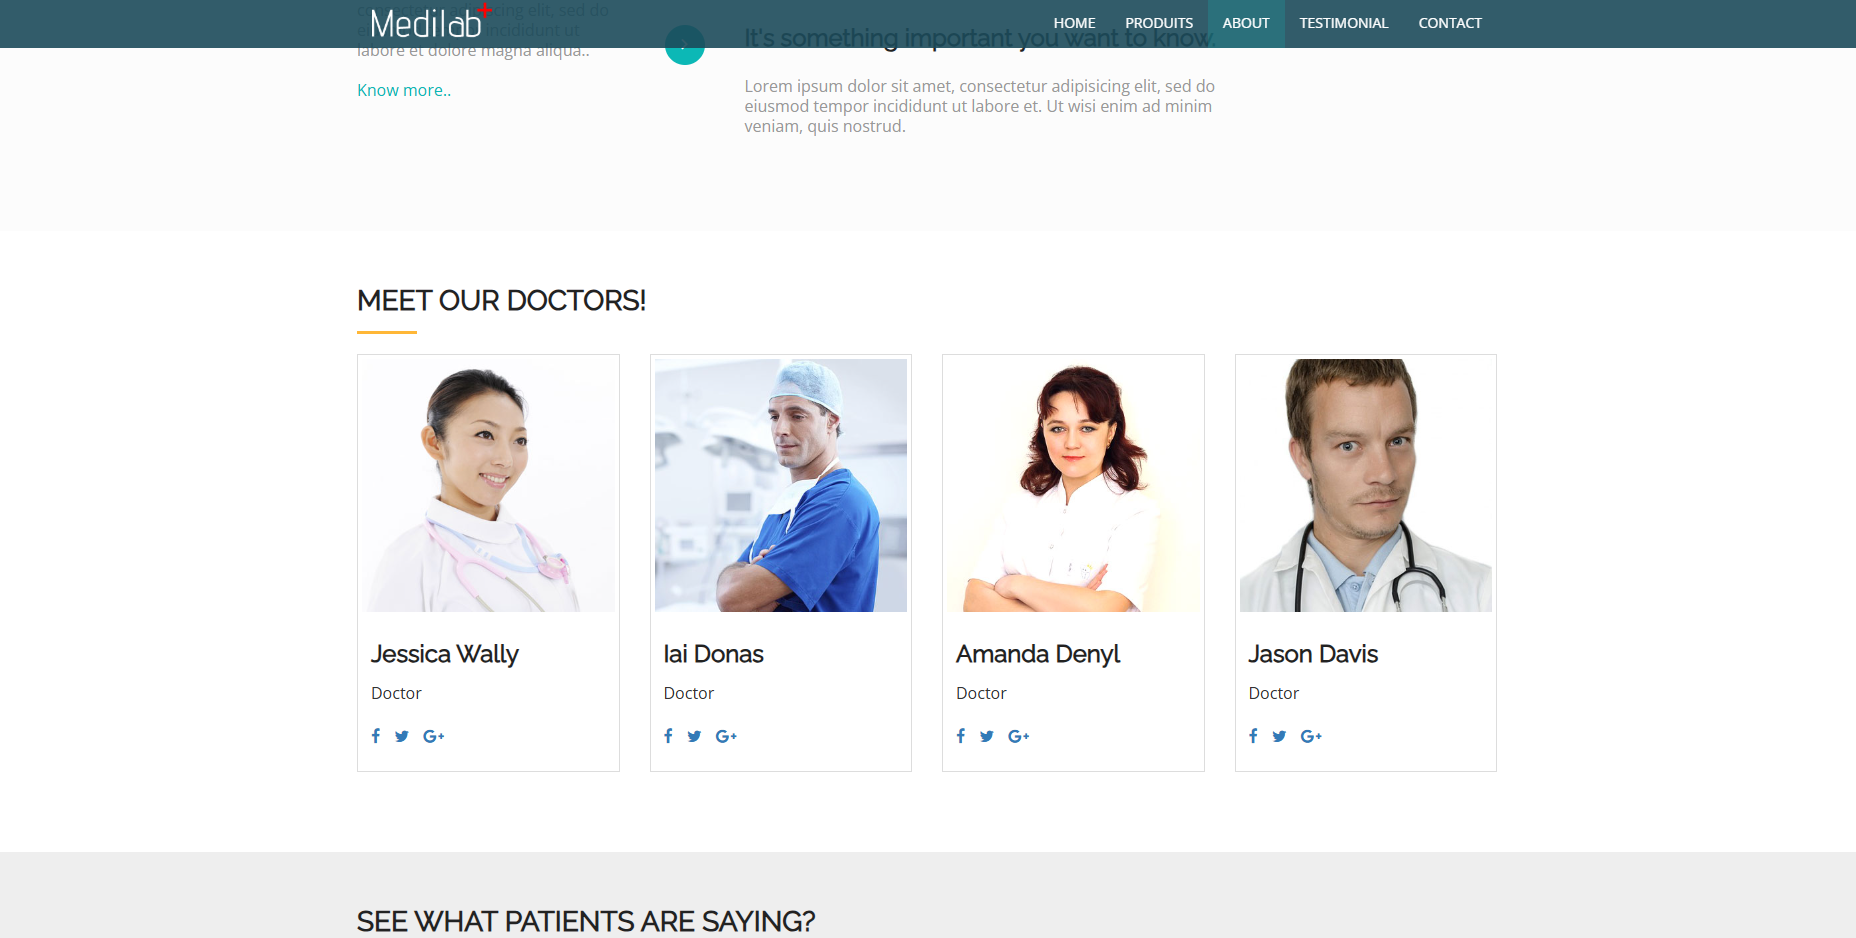 Medilab
HOME PRODUITS ABOUT TESTIMONIAL CONTACT
consectetur adipisicing elit. sed do
incididunt ut
labore et dolore magna aliqua..
Know more..
It's something important you want to know.
Lorem ipsum dolor sit amet, consectetur adipisicing elit, sed do
eiusmod tempor incididunt ut labore et. Ut wisi enim ad minim
veniam, quis nostrud.
MEET OUR DOCTORS!
Jessica Wally
Doctor
G+
Iai Donas
Doctor
G+
Amanda Denyl
Doctor
G+
Jason Davis
Doctor
G+
SEE WHAT PATIENTS ARE SAYING?